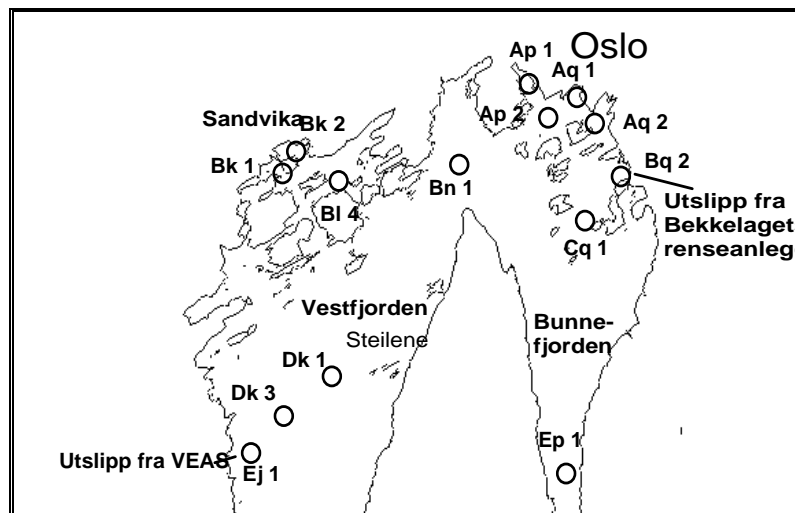 Oslo
Ap 1
Aq 1
Ap 2
Aq 2
Sandvika
Bk 2
Bk 1
Bn 1
Bq 2
Bl 4
Utslipp fra
Bekkelaget
renseanlegg
Cq 1
Vestfjorden
Steilene
Bunne-
fjorden
Dk 1
Dk 3
Ep 1
Utslipp fra VEAS
Ej 1